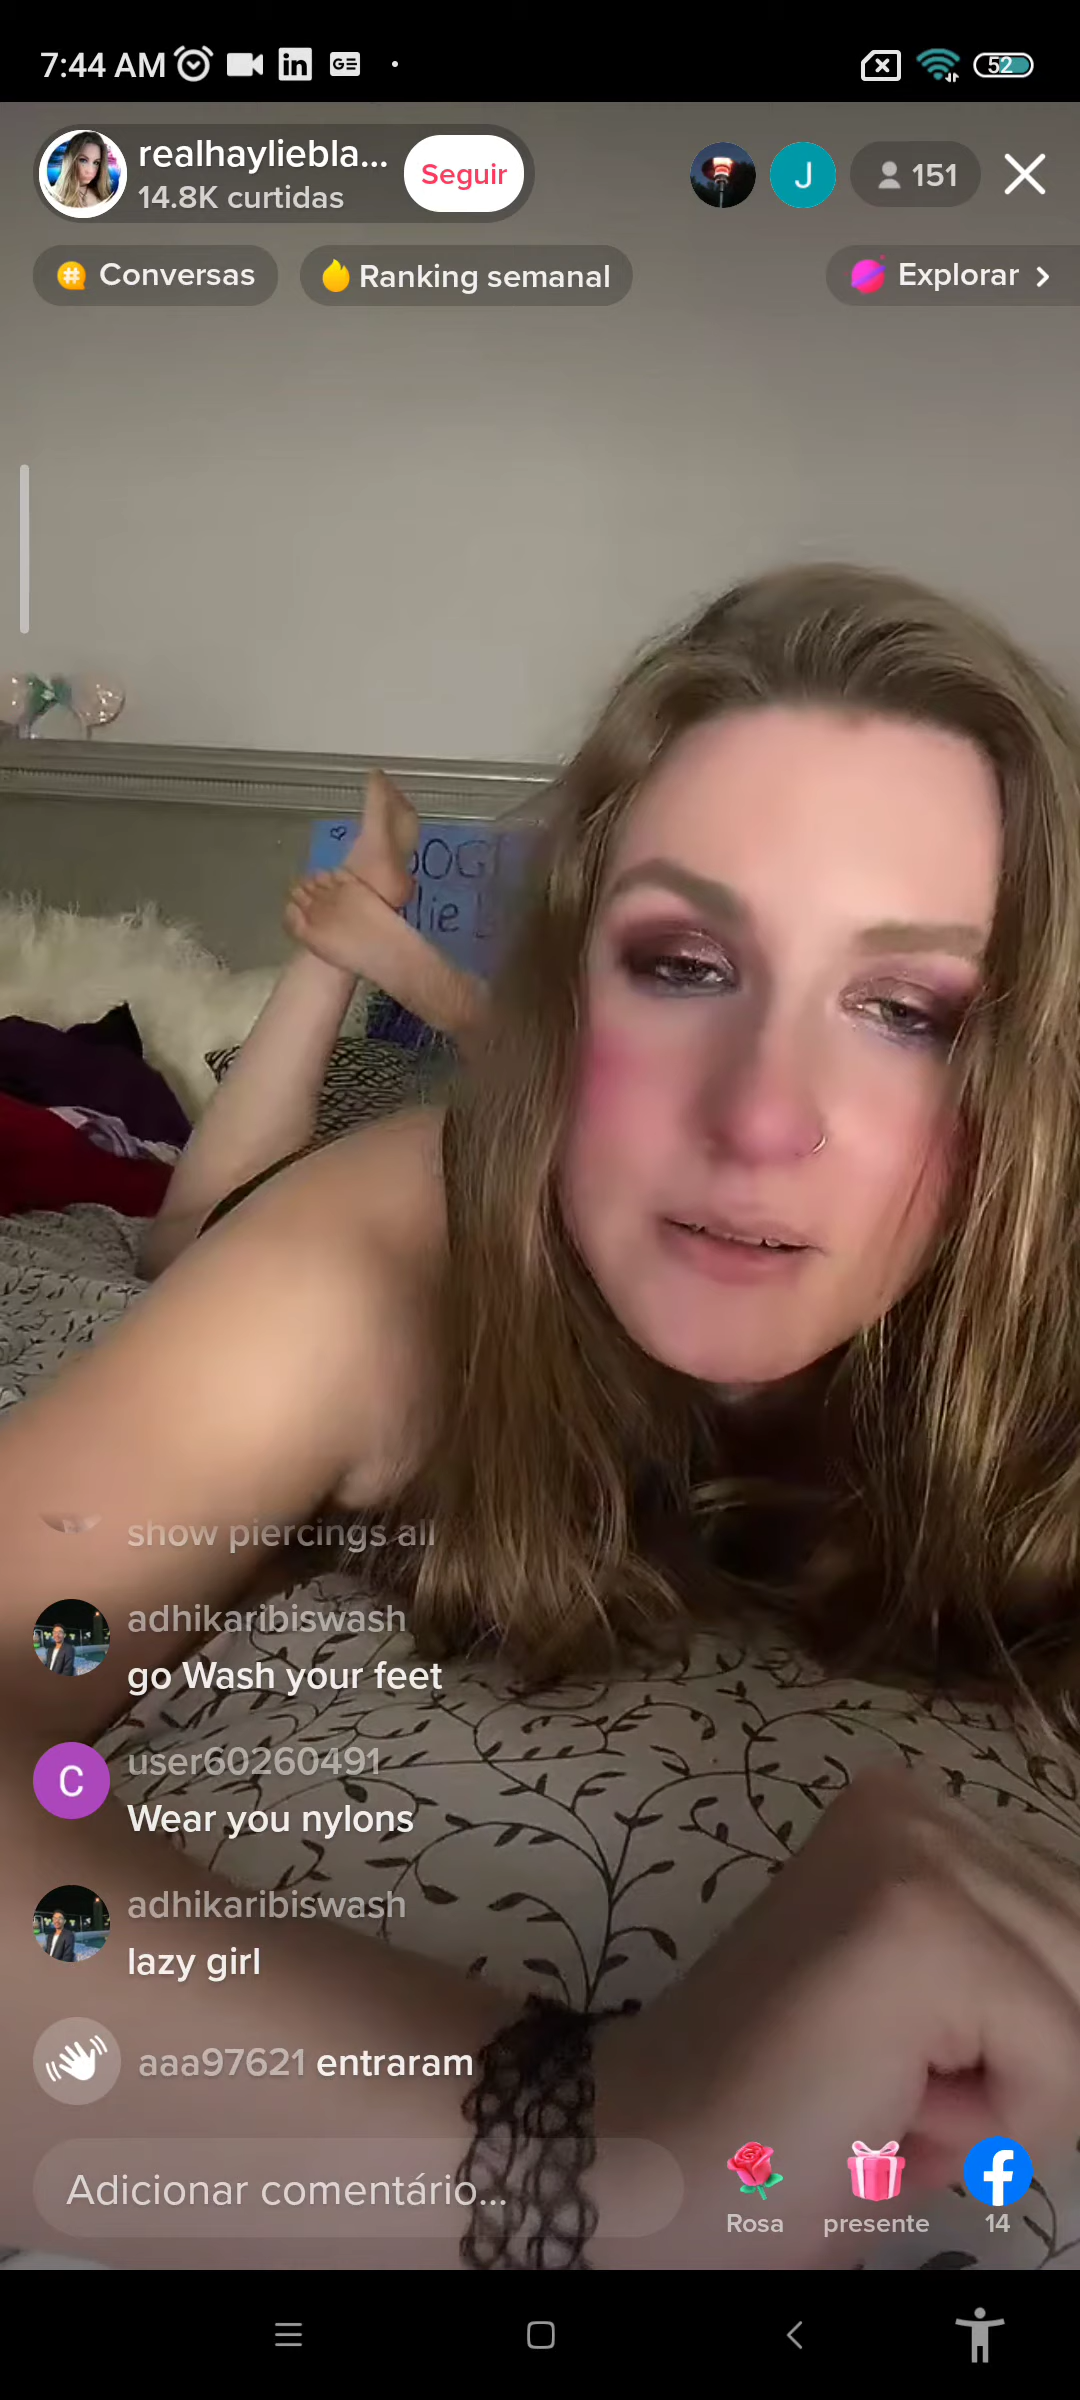 7:44 AM
52
realhayliebla...
14.8K curtidas
Seguir
J
151
Conversas
Ranking semanal
Explorar
show piercings all
adhikaribiswash
go Wash your feet
C
user60260491
Wear you nylons
adhikaribiswash
lazy girl
aaa97621 entraram
Adicionar comentário...
Rosa
presente
14